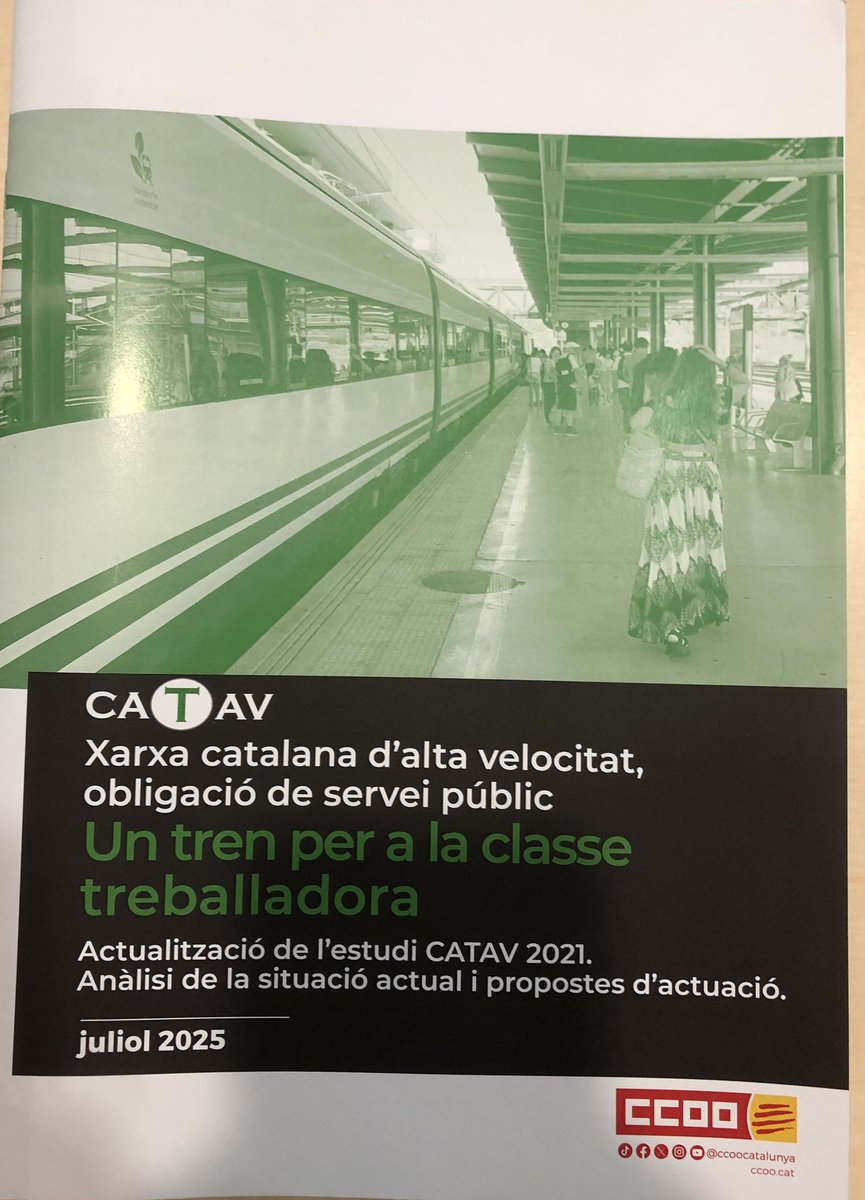 CATAV
Xarxa catalana d'alta velocitat,
obligació de servei públic
Un tren per a la classe
treballadora
Actualització de l'estudi CATAV 2021.
Anàlisi de la situació actual i propostes d'actuació.
juliol 2025
CCOO
@ccoocatalunya
ccoo.cat